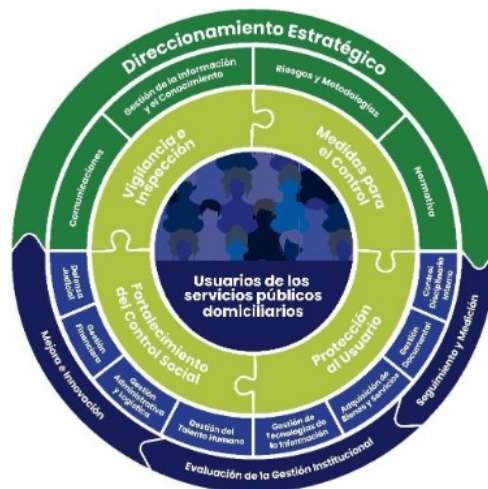 Direccionamiento Estratégico
Comunicaciones
Gestión de la Información
y el Conocimiento
Riesgos y Metodologías
Normativa
Vigilancia e
Inspección
Medidas para
el Control
Usuarios de los
servicios públicos
domiciliarios
Fortalecimiento
del Control Social
Protección
al Usuario
Defensa
Judicial
Gestión
Financiera
Gestión
Administrativa
y Logística
Gestión del
Talento Humano
Gestión de
Tecnologías de
la Información
Adquisición de
Bienes y Servicios
Gestión
Documental
Control
Disciplinario
Interno
Mejora e Innovación
Evaluación de la Gestión Institucional
Seguimiento y Medición